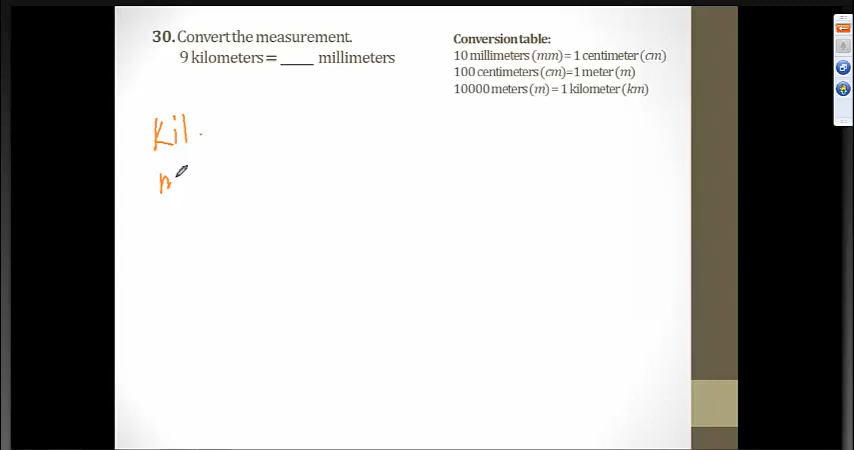 30. Convert the measurement.
9 kilometers = ____ millimeters
Conversion table:
10 millimeters (mm) = 1 centimeter (cm)
100 centimeters (cm)=1 meter (m)
10000 meters (m) = 1 kilometer (km)
Kil.